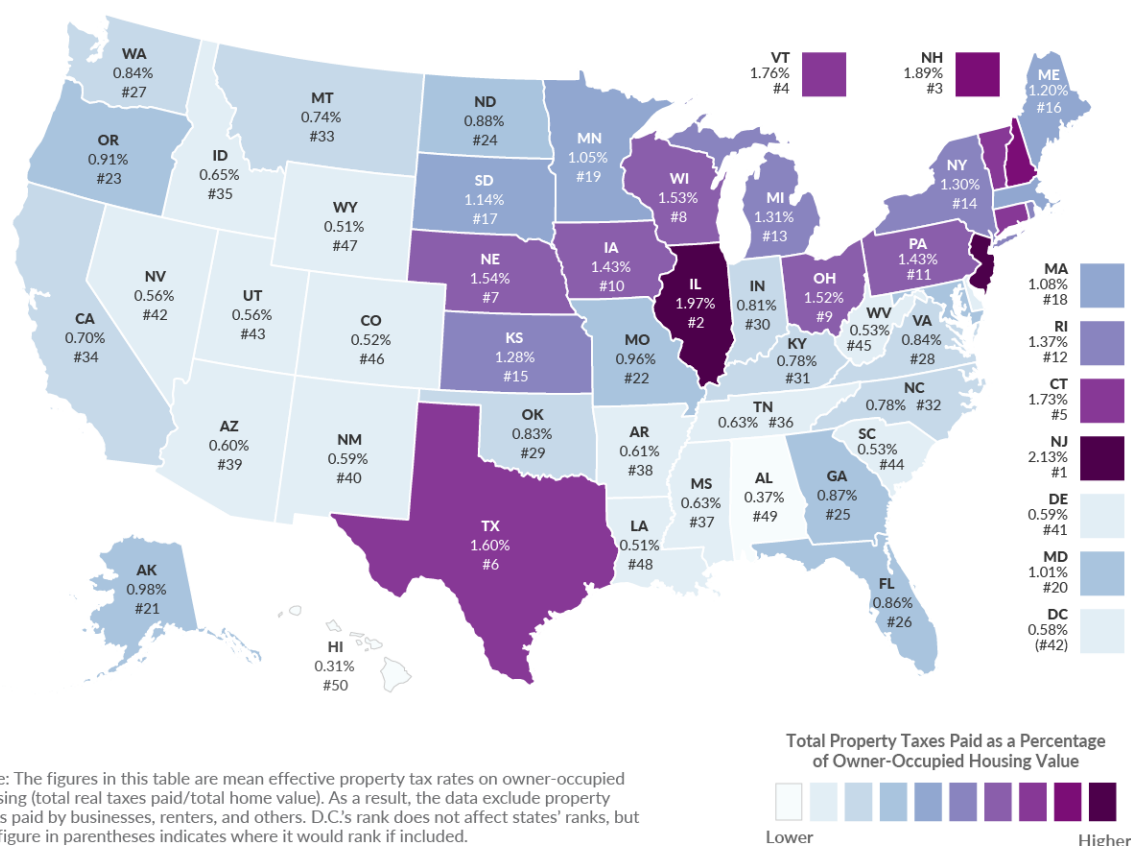 VT
1.76%
#4
NH
1.89%
#3
ME
1.20%
#16
WA
0.84%
#27
MT
0.74%
#33
ND
0.88%
#24
MN
1.05%
#19
OR
0.91%
#23
ID
0.65%
#35
SD
1.14%
#17
WI
1.53%
#8
MI
1.31%
#13
NY
1.30%
#14
WY
0.51%
#47
NE
1.54%
#7
IA
1.43%
#10
PA
1.43%
#11
NV
0.56%
#42
UT
0.56%
#43
CA
0.70%
#34
CO
0.52%
#46
KS
1.28%
#15
MO
0.96%
#22
IL
1.97%
#2
IN
0.81%
#30
OH
1.52%
#9
WV
0.53%
#45
VA
0.84%
#28
KY
0.78%
#31
NC
0.78% #32
TN
0.63% #36
SC
0.53%
#44
AZ
0.60%
#39
NM
0.59%
#40
OK
0.83%
#29
AR
0.61%
#38
MS
0.63%
#37
AL
0.37%
#49
GA
0.87%
#25
TX
1.60%
#6
LA
0.51%
#48
FL
0.86%
#26
AK
0.98%
#21
HI
0.31%
#50
MA
1.08%
#18
RI
1.37%
#12
CT
1.73%
#5
NJ
2.13%
#1
DE
0.59%
#41
MD
1.01%
#20
DC
0.58%
(#42)
Total Property Taxes Paid as a Percentage
of Owner-Occupied Housing Value
Lower
Higher
e: The figures in this table are mean effective property tax rates on owner-occupied
sing (total real taxes paid/total home value). As a result, the data exclude property
s paid by businesses, renters, and others. D.C.'s rank does not affect states' ranks, but
figure in parentheses indicates where it would rank if included.